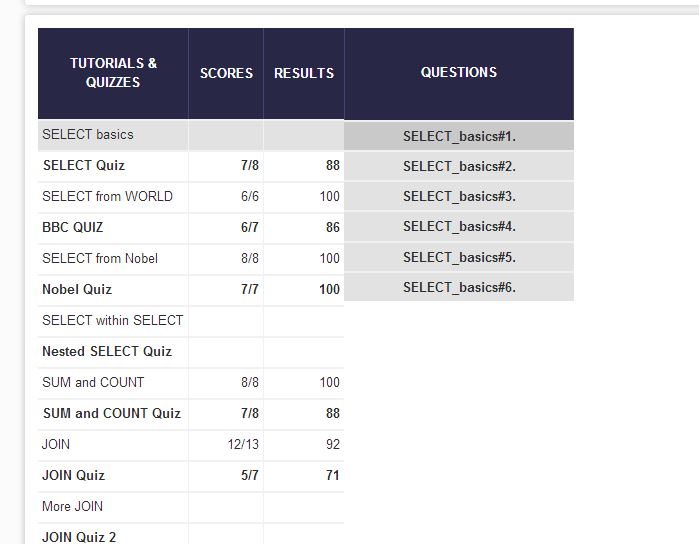 TUTORIALS &
QUIZZES SCORES RESULTS QUESTIONS
SELECT basics SELECT_basics#1.
SELECT Quiz 7/8 88 SELECT_basics#2.
SELECT from WORLD 6/6 100 SELECT_basics#3.
BBC QUIZ 6/7 86 SELECT_basics#4.
SELECT from Nobel 8/8 100 SELECT_basics#5.
Nobel Quiz 7/7 100 SELECT_basics#6.
SELECT within SELECT
Nested SELECT Quiz
SUM and COUNT 8/8 100
SUM and COUNT Quiz 7/8 88
JOIN 12/13 92
JOIN Quiz 5/7 71
More JOIN
JOIN Quiz 2